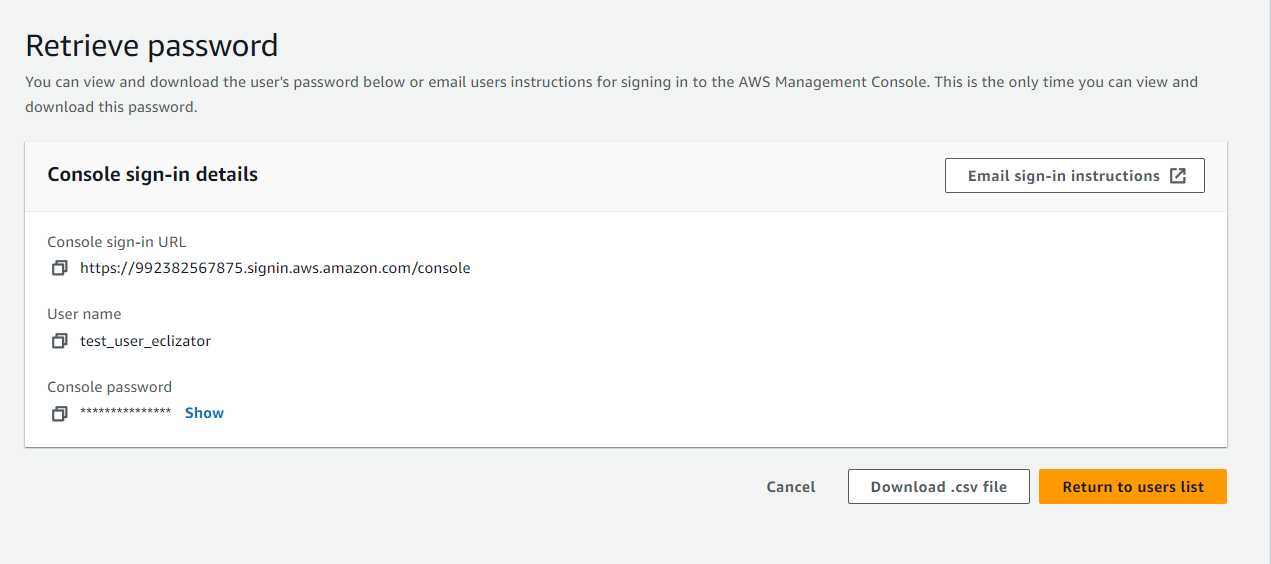 Retrieve password
You can view and download the user's password below or email users instructions for signing in to the AWS Management Console. This is the only time you can view and
download this password.
Console sign-in details
Email sign-in instructions
Console sign-in URL
https://992382567875.signin.aws.amazon.com/console
User name
test_user_eclizator
Console password
*************** Show
Cancel
Download .csv file
Return to users list